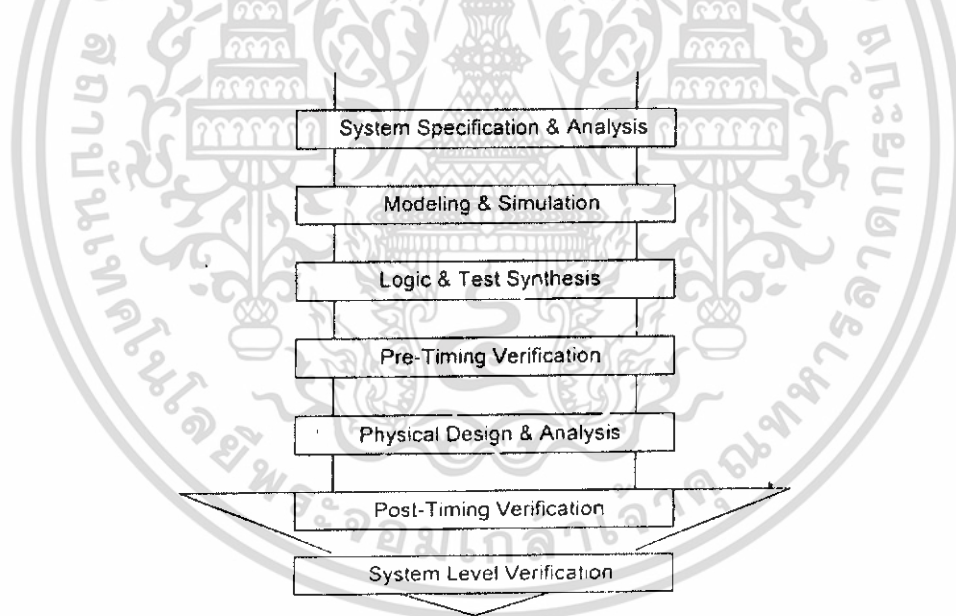 System Specification & Analysis
Modeling & Simulation
Logic & Test Synthesis
Pre-Timing Verification
Physical Design & Analysis
Post-Timing Verification
System Level Verification